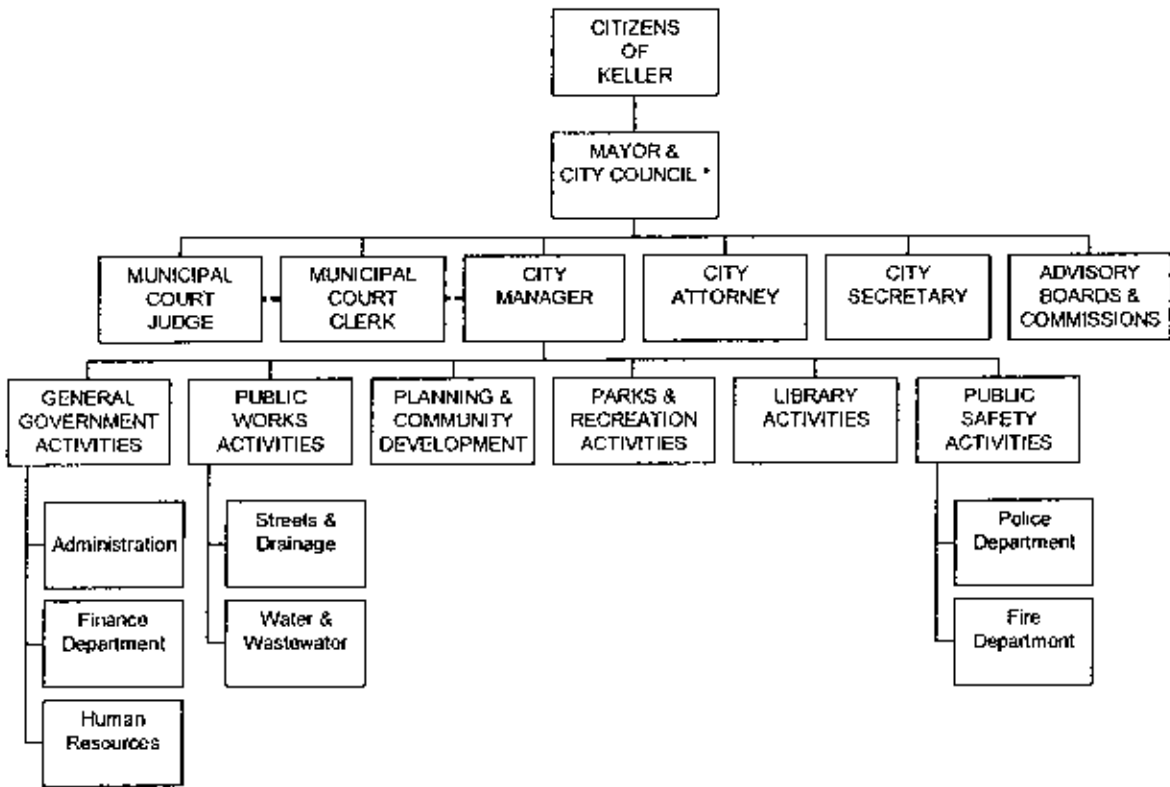 CITIZENS
OF
KELLER
MAYOR &
CITY COUNCIL *
MUNICIPAL
COURT
JUDGE
MUNICIPAL
COURT
CLERK
CITY
MANAGER
CITY
ATTORNEY
CITY
SECRETARY
ADVISORY
BOARDS &
COMMISSIONS
GENERAL
GOVERNMENT
ACTIVITIES
PUBLIC
WORKS
ACTIVITIES
PLANNING &
COMMUNITY
DEVELOPMENT
PARKS &
RECREATION
ACTIVITIES
LIBRARY
ACTIVITIES
PUBLIC
SAFETY
ACTIVITIES
Administration
Finance
Department
Human
Resources
Streets &
Drainage
Water &
Wastewater
Police
Department
Fire
Department